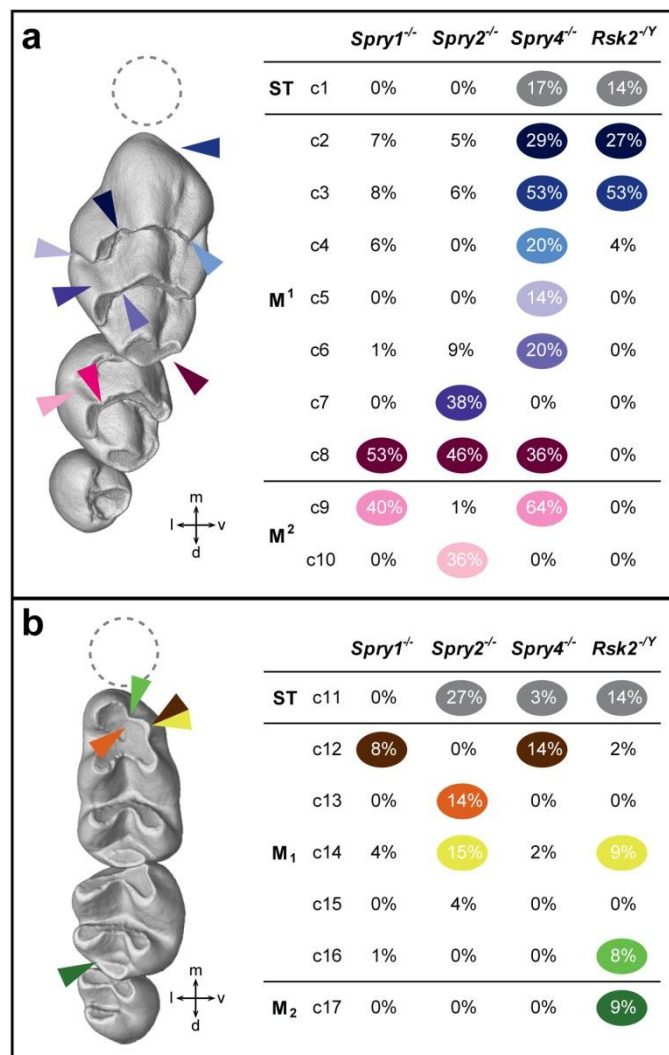 a
Spry1-/- Spry2-/- Spry4-/- Rsk2-/Y
ST c1 0% 0% 17% 14%
c2 7% 5% 29% 27%
c3 8% 6% 53% 53%
c4 6% 0% 20% 4%
M1 c5 0% 0% 14% 0%
c6 1% 9% 20% 0%
c7 0% 38% 0% 0%
c8 53% 46% 36% 0%
M2 c9 40% 1% 64% 0%
c10 0% 36% 0% 0%
m
l v
d
b
Spry1-/- Spry2-/- Spry4-/- Rsk2-/Y
ST c11 0% 27% 3% 14%
c12 8% 0% 14% 2%
c13 0% 14% 0% 0%
M1 c14 4% 15% 2% 9%
c15 0% 4% 0% 0%
c16 1% 0% 0% 8%
M2 c17 0% 0% 0% 9%
m
l v
d